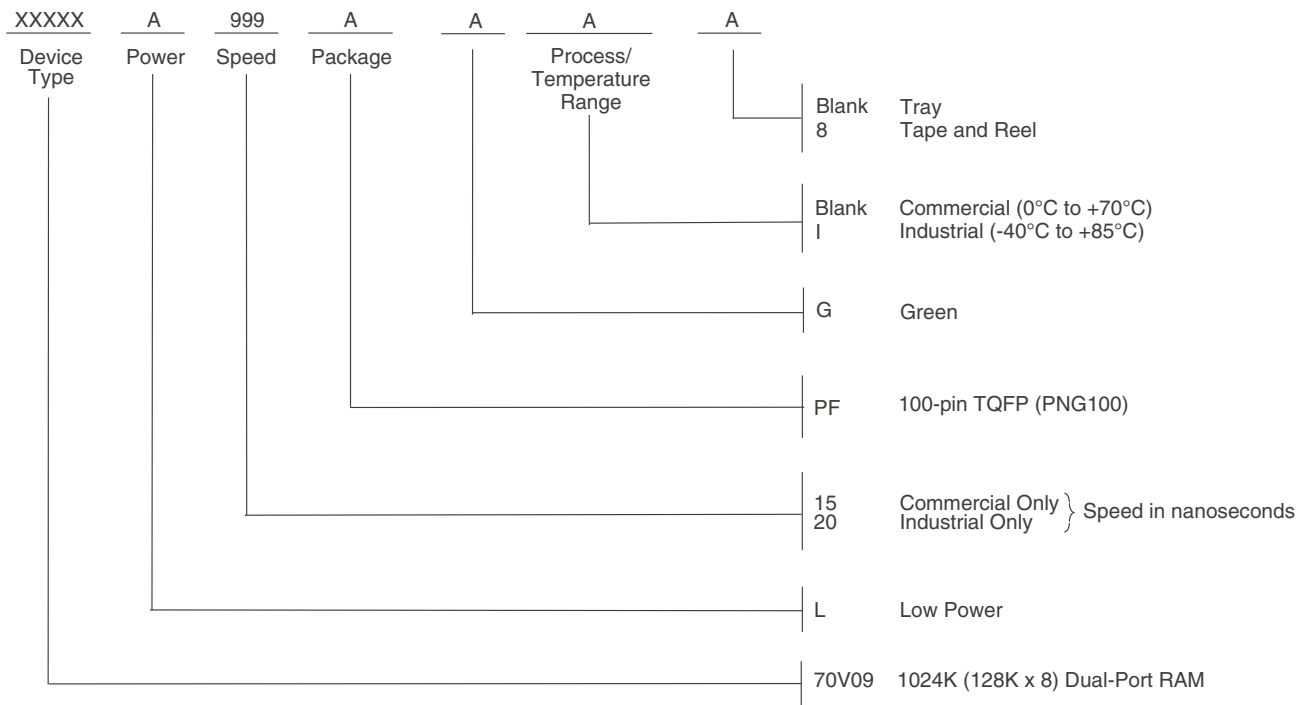 XXXXX A 999 A A A A
Device Type Power Speed Package Process/ Temperature Range
Blank Tray
8 Tape and Reel
Blank Commercial (0°C to +70°C)
I Industrial (-40°C to +85°C)
G Green
PF 100-pin TQFP (PNG100)
15 Commercial Only
20 Industrial Only
Speed in nanoseconds
L Low Power
70V09 1024K (128K x 8) Dual-Port RAM